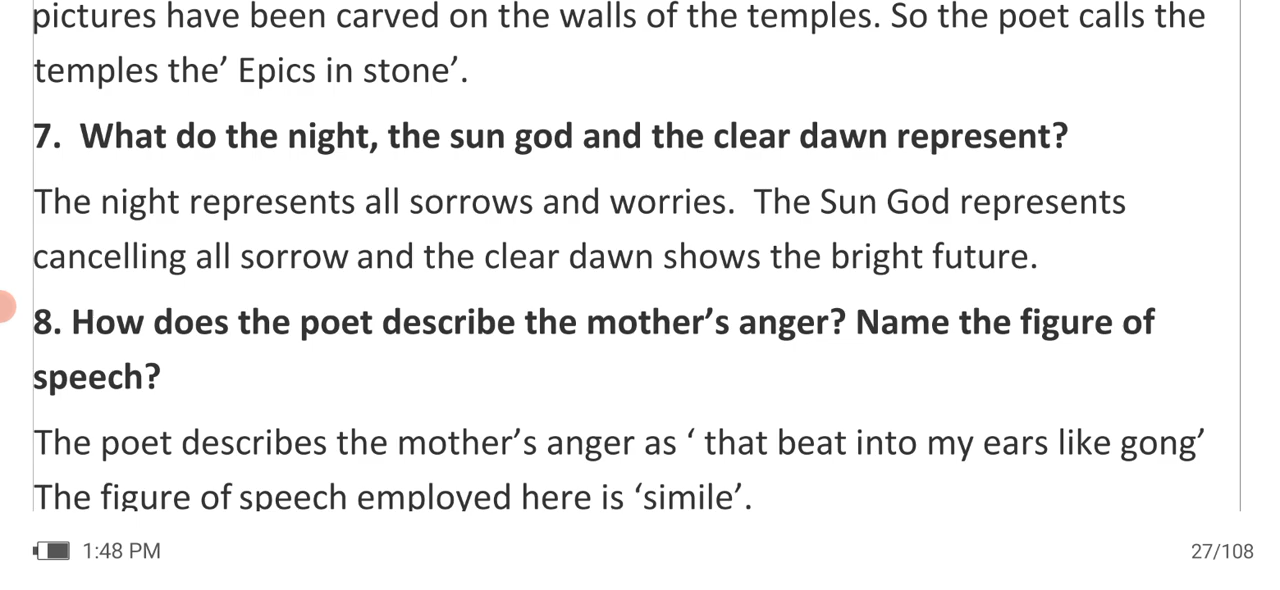 pictures have been carved on the walls of the temples. So the poet calls the
temples the’ Epics in stone’.
7.  What do the night, the sun god and the clear dawn represent?
The night represents all sorrows and worries.  The Sun God represents
cancelling all sorrow and the clear dawn shows the bright future.
8. How does the poet describe the mother’s anger? Name the figure of
speech?
The poet describes the mother’s anger as ‘ that beat into my ears like gong’
The figure of speech employed here is ‘simile’.
1:48 PM 27/108